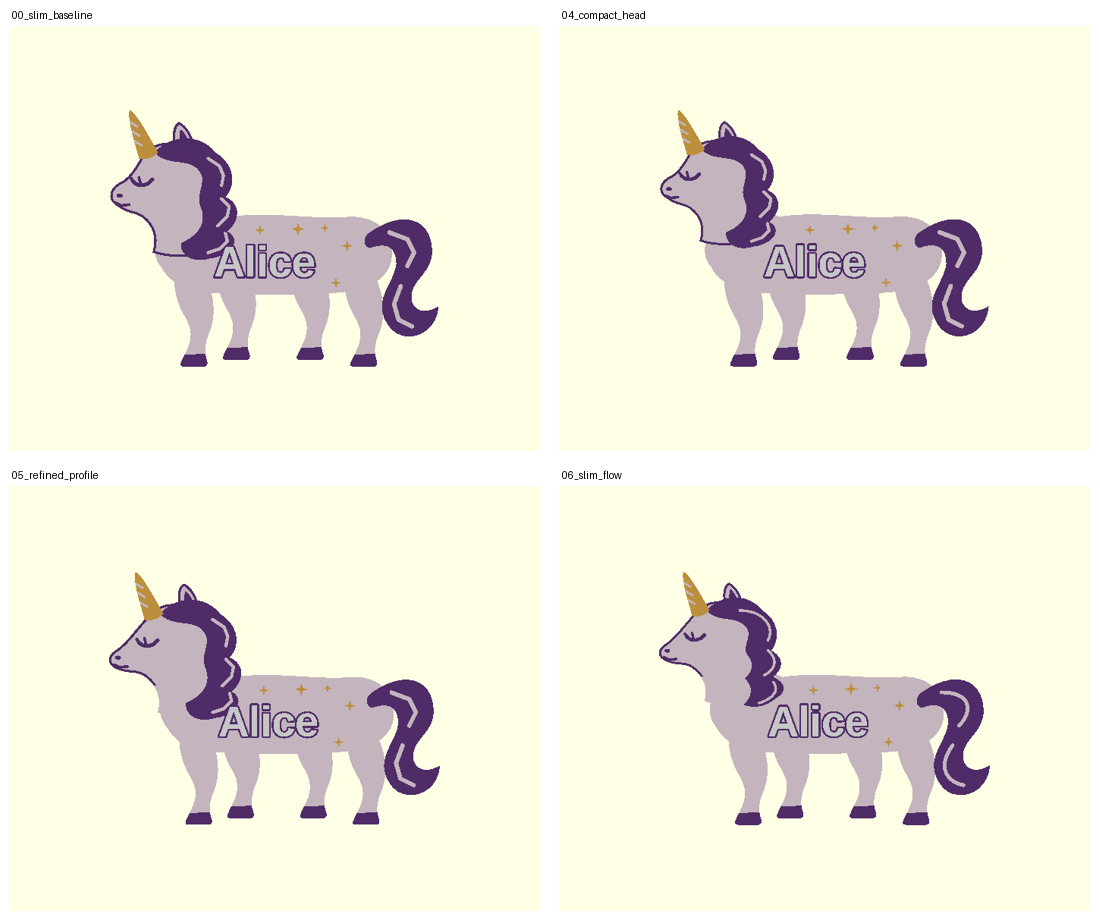 00_slim_baseline
04_compact_head
Alice
Alice
05_refined_profile
06_slim_flow
Alice
Alice